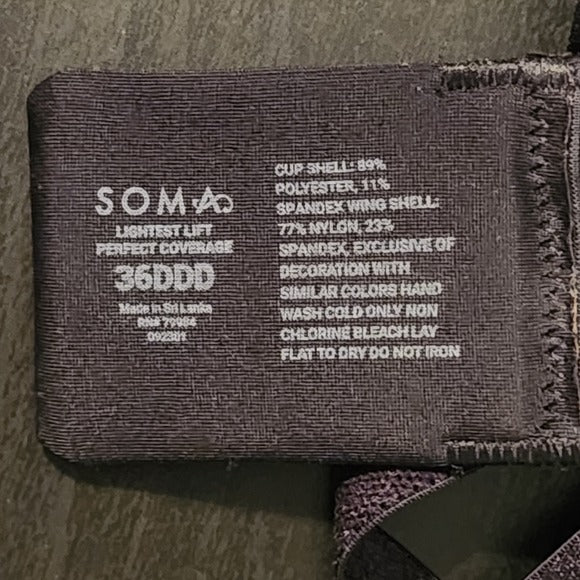 SOMA
LIGHTEST LIFT
PERFECT COVERAGE
36DDD
Made in Sri Lanka
RN# 79984
092301
CUP SHELL: 89%
POLYESTER, 11%
SPANDEX WING SHELL:
77% NYLON, 23%
SPANDEX, EXCLUSIVE OF
DECORATION WITH
SIMILAR COLORS HAND
WASH COLD ONLY NON
CHLORINE BLEACH LAY
FLAT TO DRY DO NOT IRON